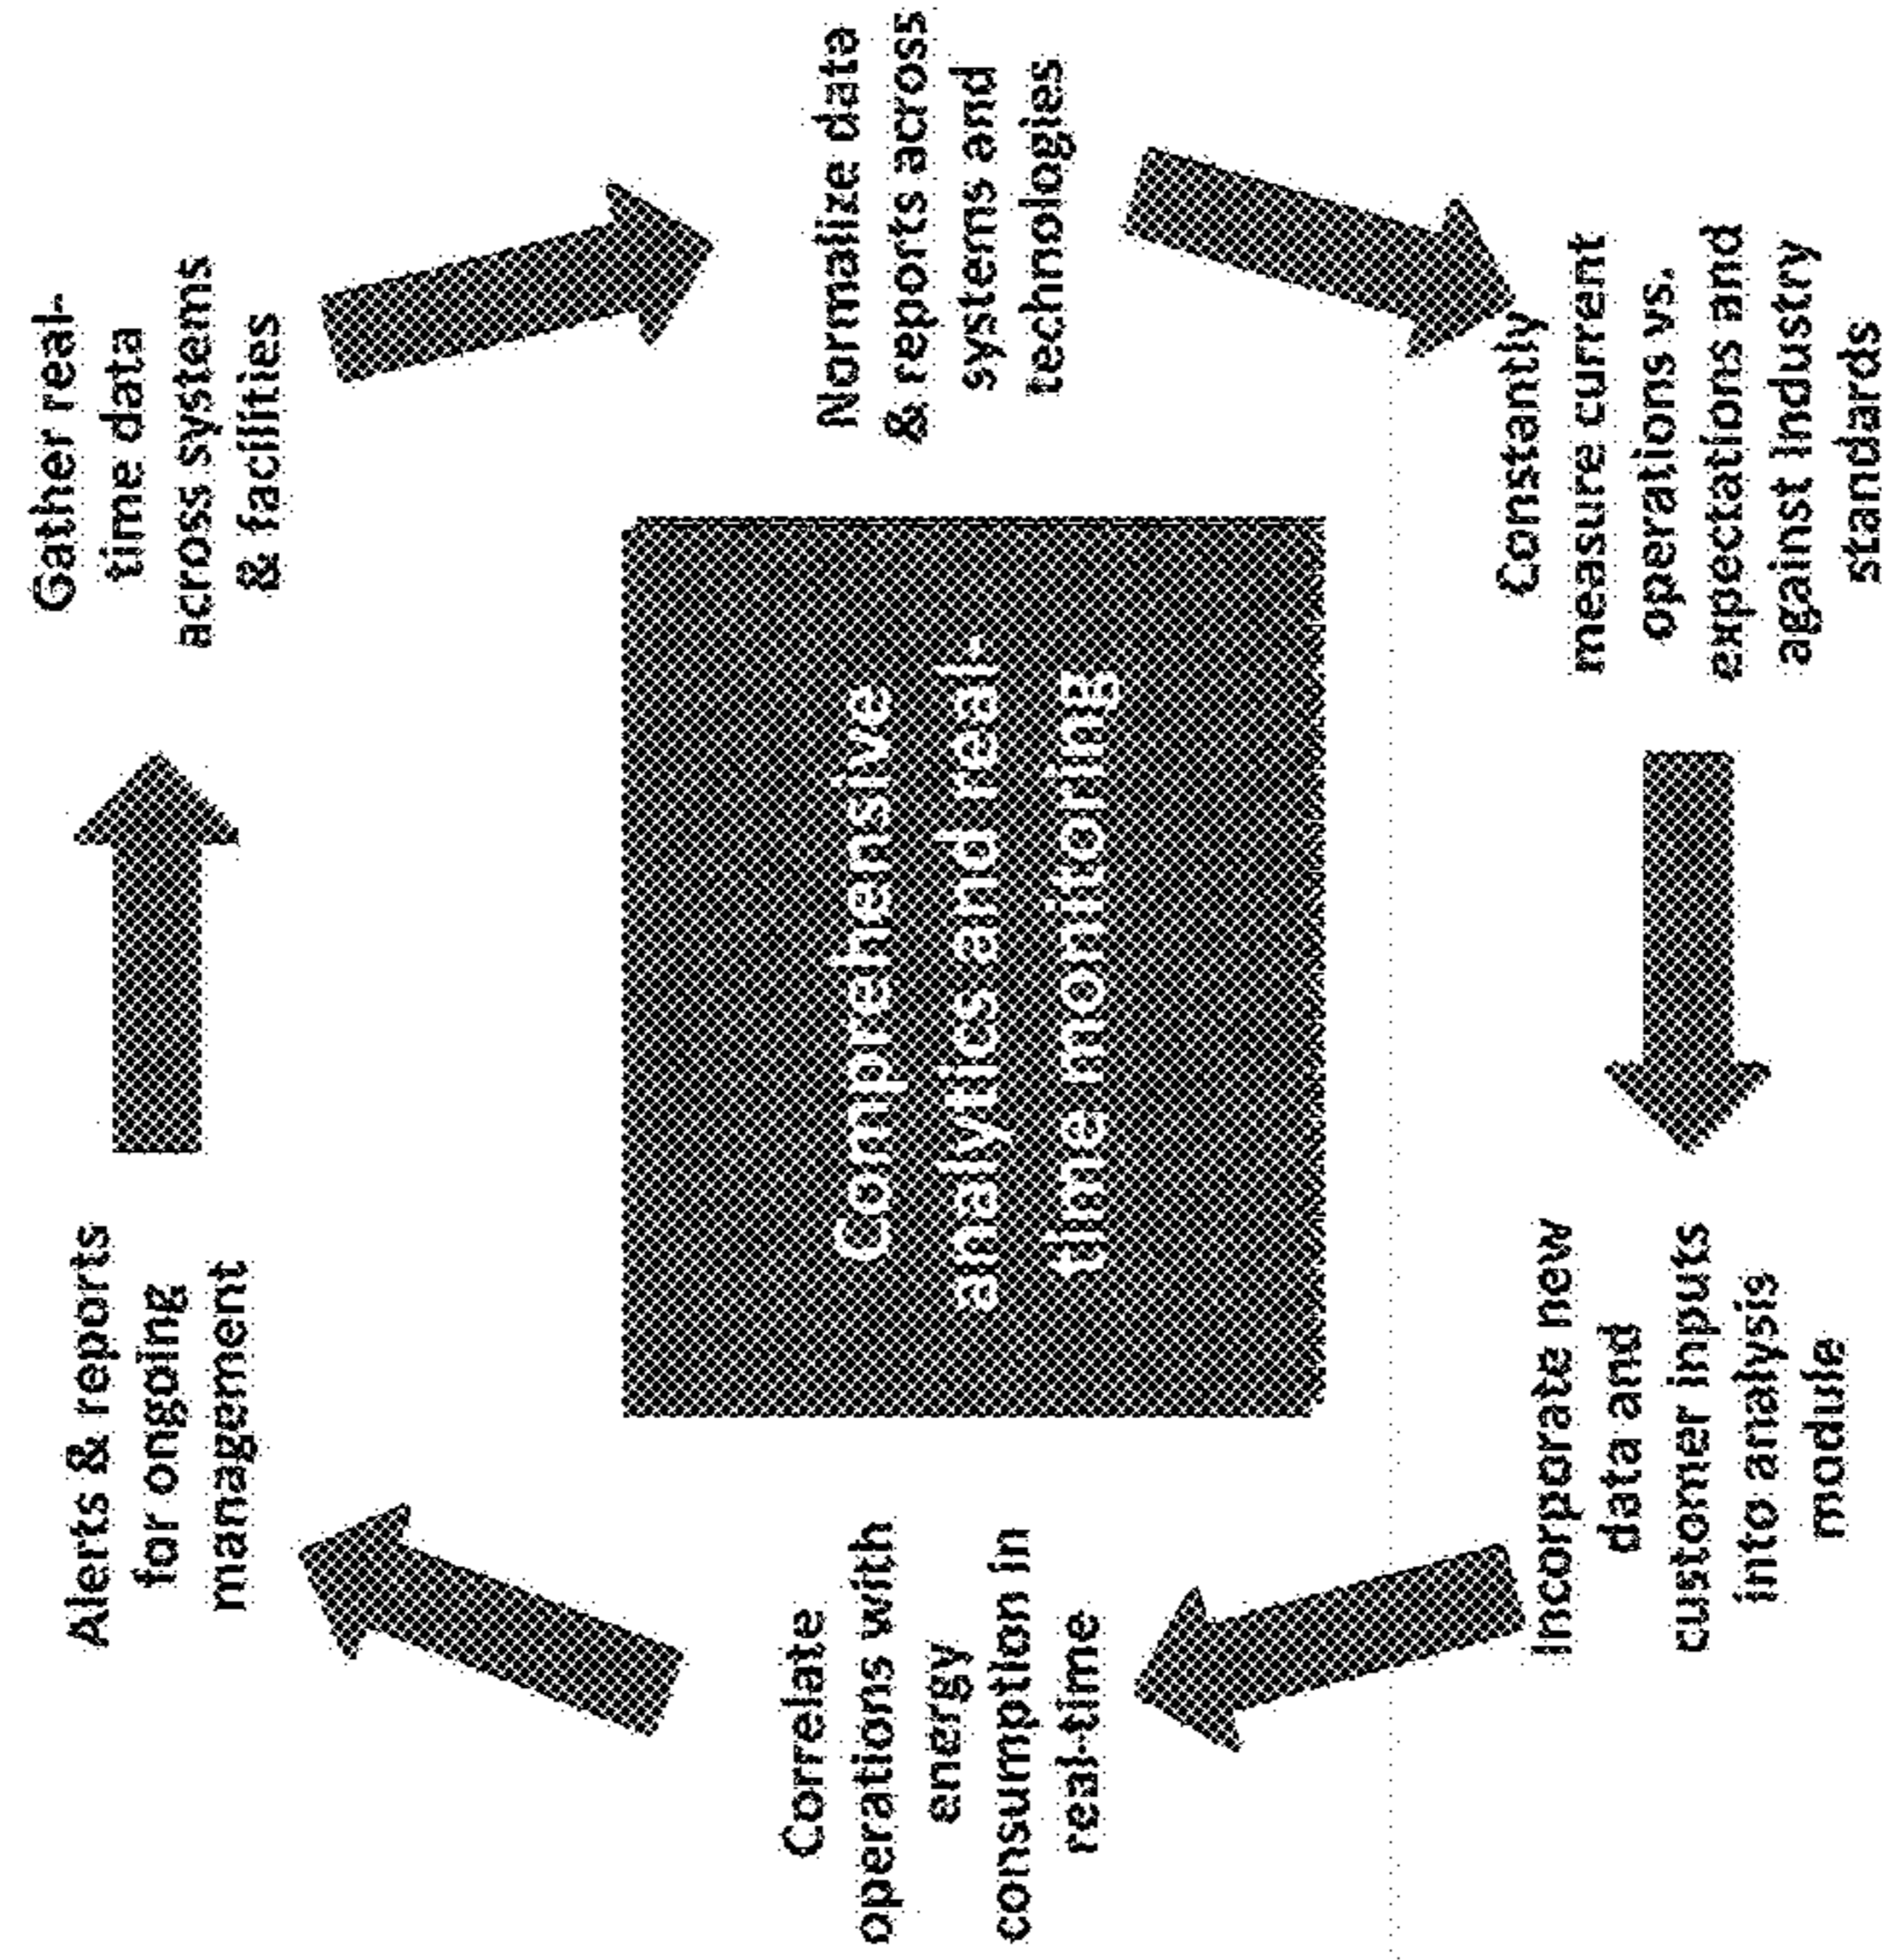 Alerts & reports
for ongoing
management
Gather real-
time data
across systems
& facilities
Correlate
operations with
energy
consumption in
real-time
Comprehensive
analytics and real-
time monitoring
Normalize date
& reports across
systems and
technologies
Incorporate new
data and
customer inputs
into analysis
module
Constantly
measure current
operations vs.
expectations and
against industry
standards